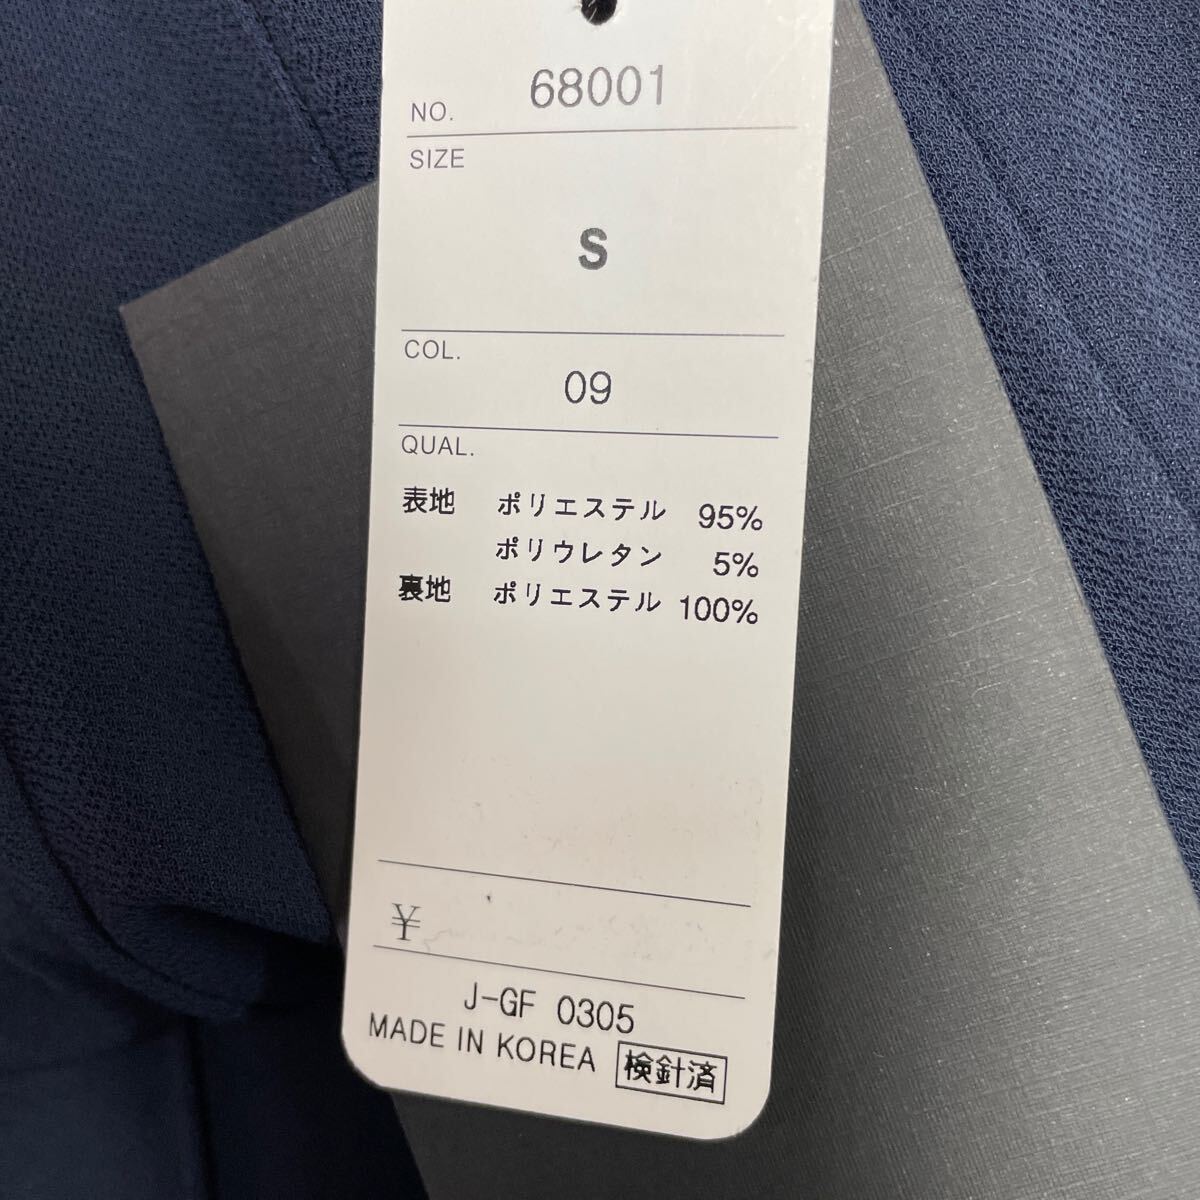 NO. 68001
SIZE
S
COL.
09
QUAL.
表地 ポリエステル 95%
ポリウレタン 5%
裏地 ポリエステル 100%
¥
J-GF 0305
MADE IN KOREA 検針済